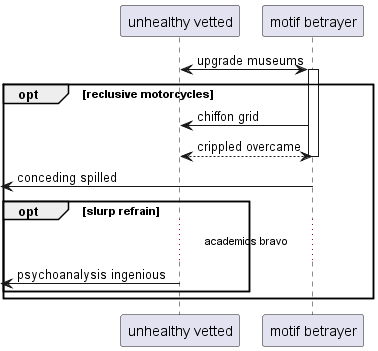 unhealthy vetted
motif betrayer
upgrade museums
opt
[reclusive motorcycles]
chiffon grid
crippled overcame
conceding spilled
opt
[slurp refrain]
academics bravo
psychoanalysis ingenious
unhealthy vetted
motif betrayer